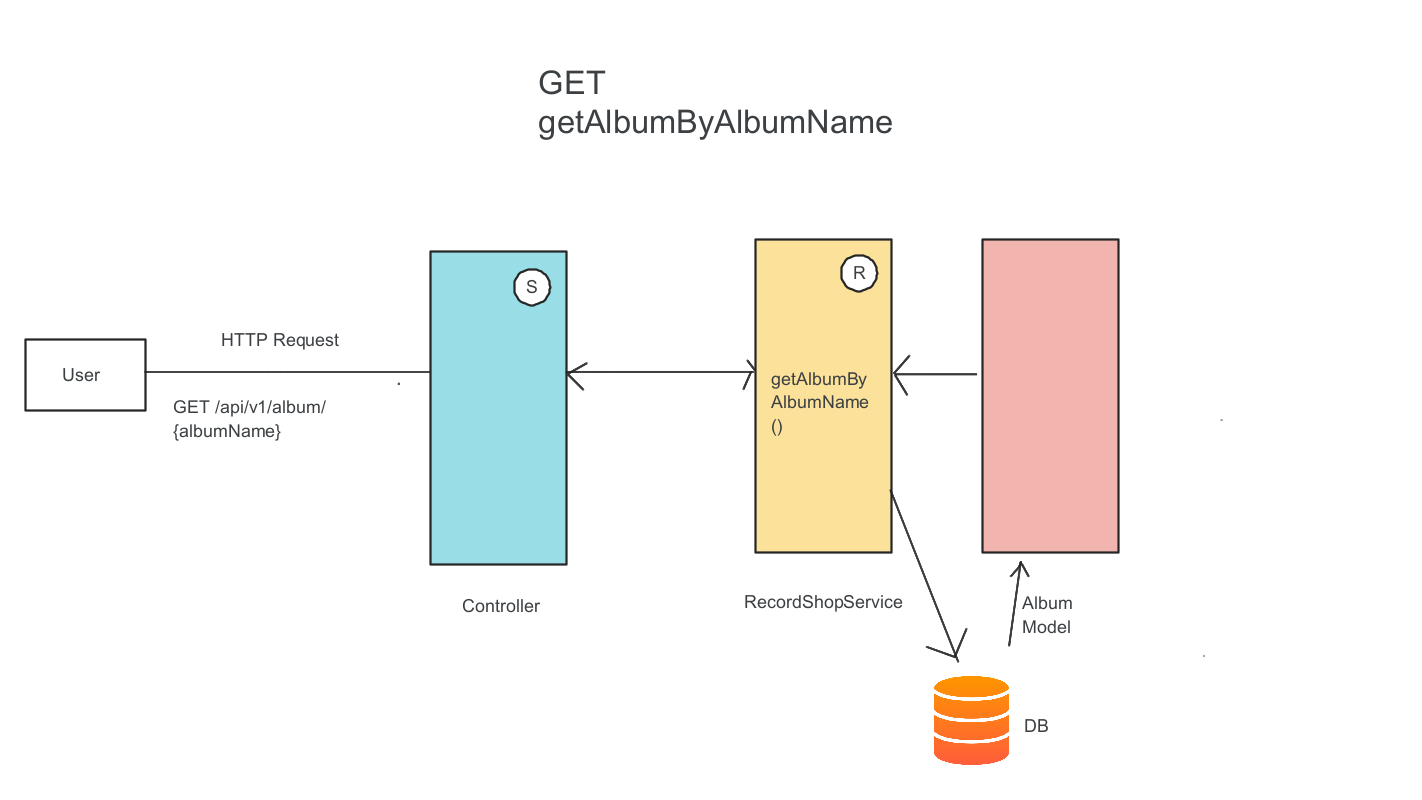 GET
getAlbumByAlbumName
HTTP Request
User
GET /api/v1/album/
{albumName}
S
Controller
R
getAlbumBy
AlbumName
()
RecordShopService
Album
Model
DB